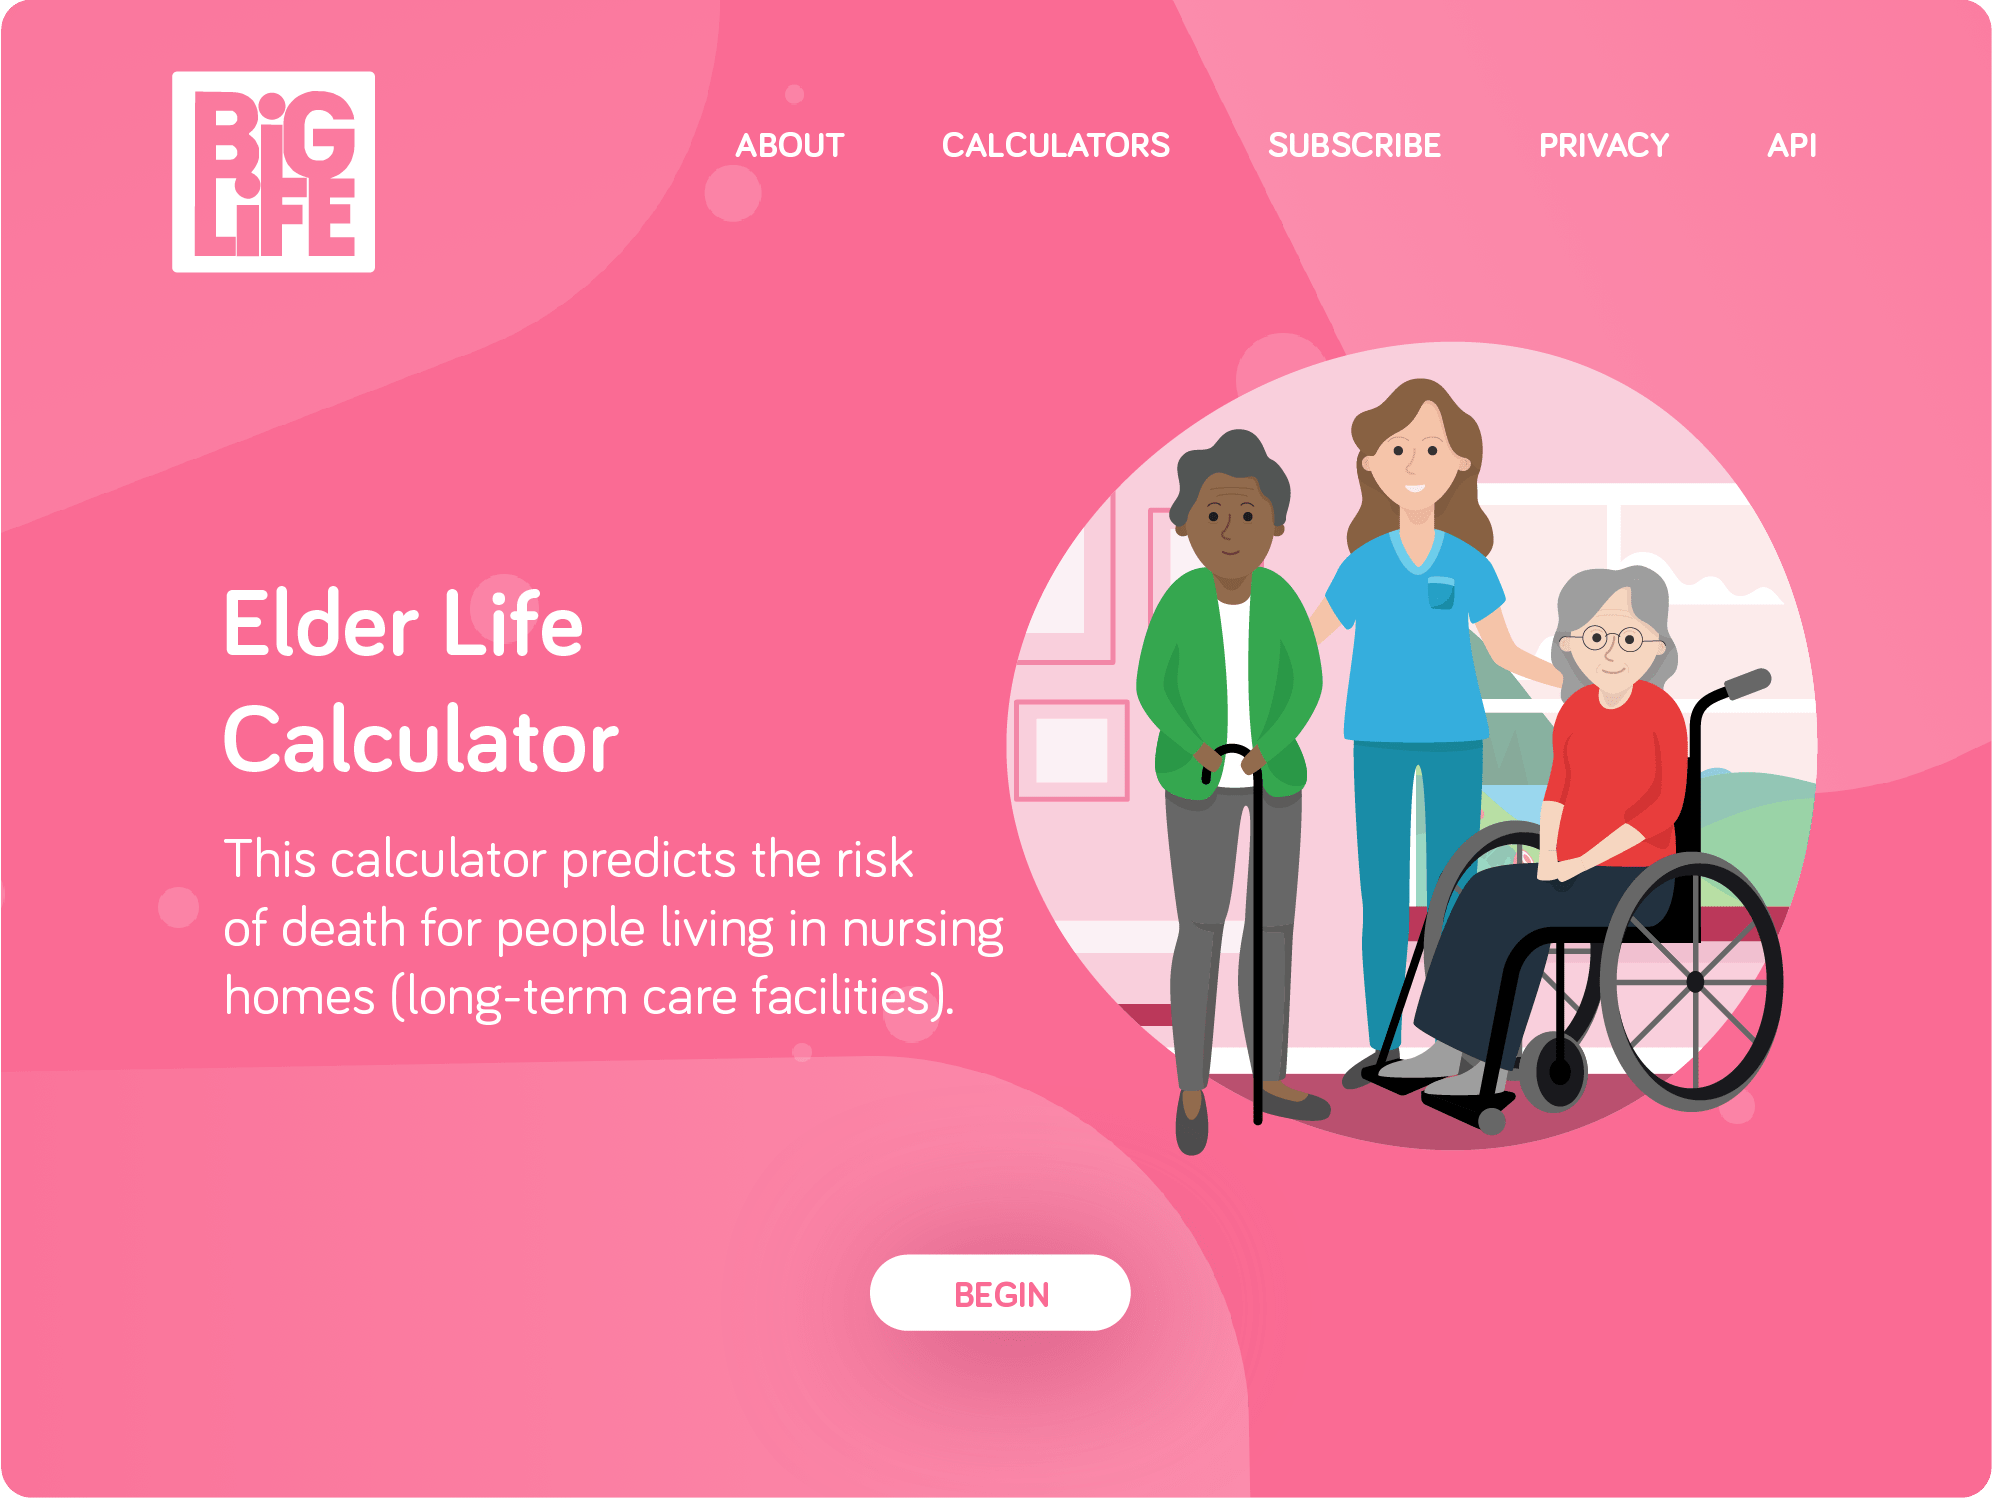 BiG
LiFE
ABOUT CALCULATORS SUBSCRIBE PRIVACY API
Elder Life
Calculator
This calculator predicts the risk
of death for people living in nursing
homes (long-term care facilities).
BEGIN